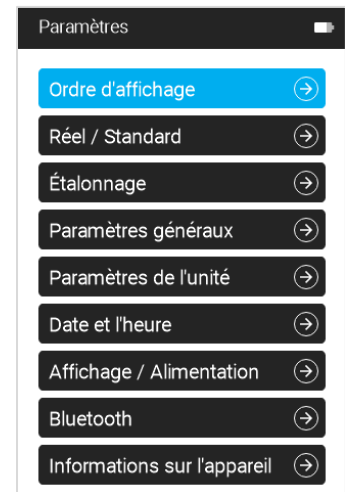 Paramètres
Ordre d'affichage
Réel / Standard
Étalonnage
Paramètres généraux
Paramètres de l'unité
Date et l'heure
Affichage / Alimentation
Bluetooth
Informations sur l'appareil